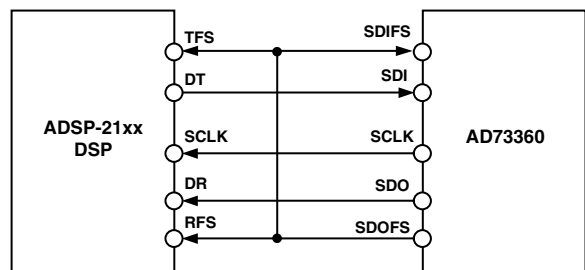 TFS
SDIFS
DT
SDI
ADSP-21xx
DSP
SCLK
SCLK
AD73360
DR
SDO
RFS
SDOFS